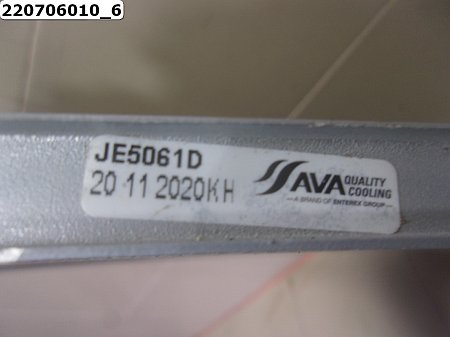 220706010_6
JE5061D
20 11 2020KH
AVA QUALITY COOLING
A BRAND OF ENTEREX GROUP